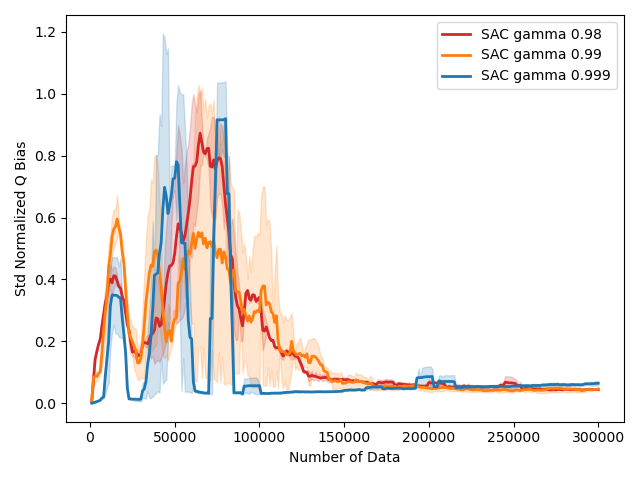 SAC gamma 0.98
SAC gamma 0.99
SAC gamma 0.999
Std Normalized Q Bias
1.2
1.0
0.8
0.6
0.4
0.2
0.0
0 50000 100000 150000 200000 250000 300000
Number of Data